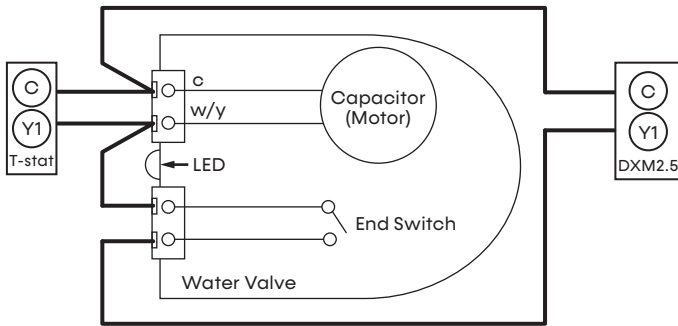 C
Y1
T-stat
c
w/y
Capacitor
(Motor)
LED
End Switch
Water Valve
C
Y1
DXM2.5